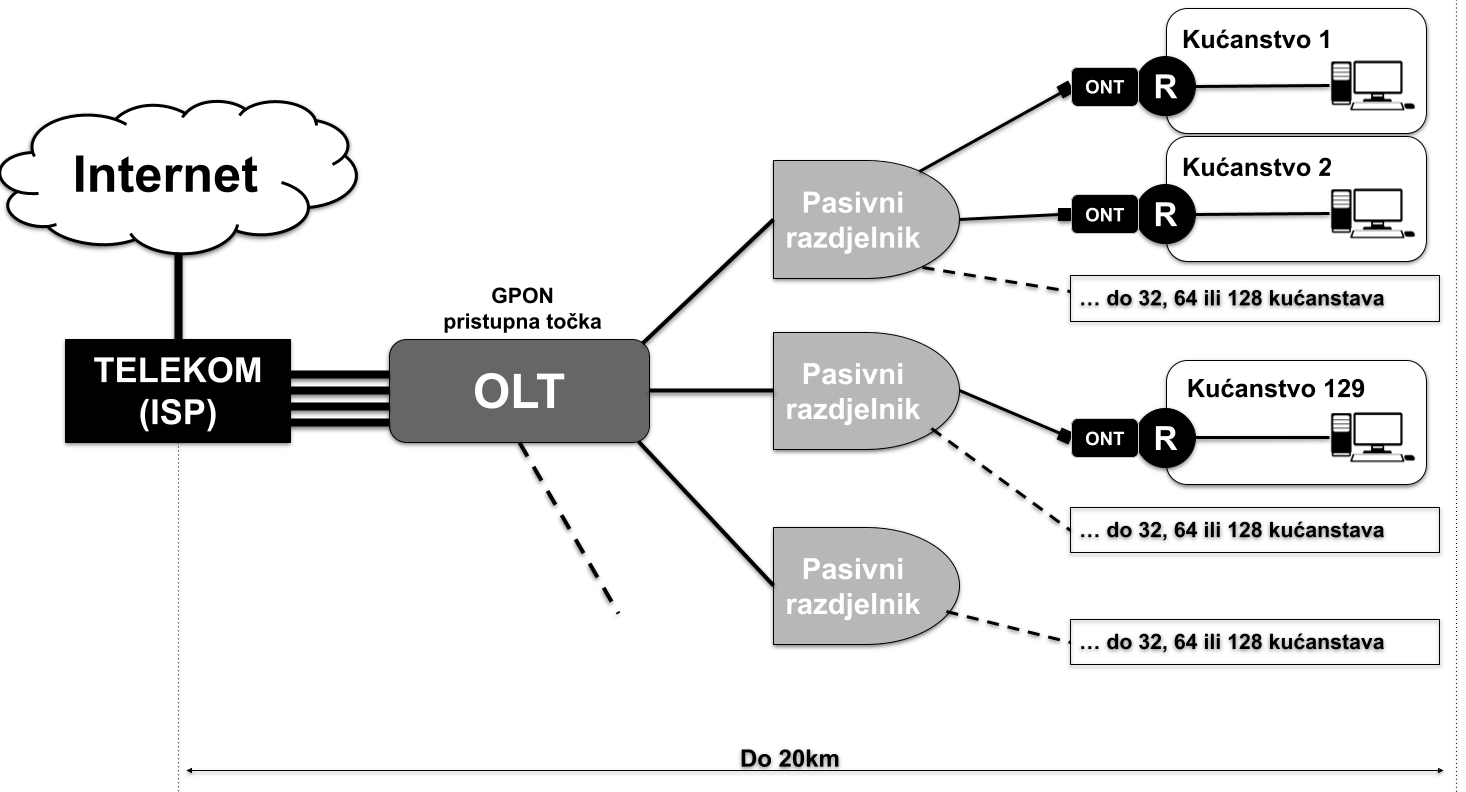 Kućanstvo 1
ONT
R
Internet
Kućanstvo 2
ONT
R
Pasivni
razdjelnik
... do 32, 64 ili 128 kućanstava
GPON
pristupna točka
TELEKOM
(ISP)
OLT
Pasivni
razdjelnik
Kućanstvo 129
ONT
R
... do 32, 64 ili 128 kućanstava
Pasivni
razdjelnik
... do 32, 64 ili 128 kućanstava
Do 20km